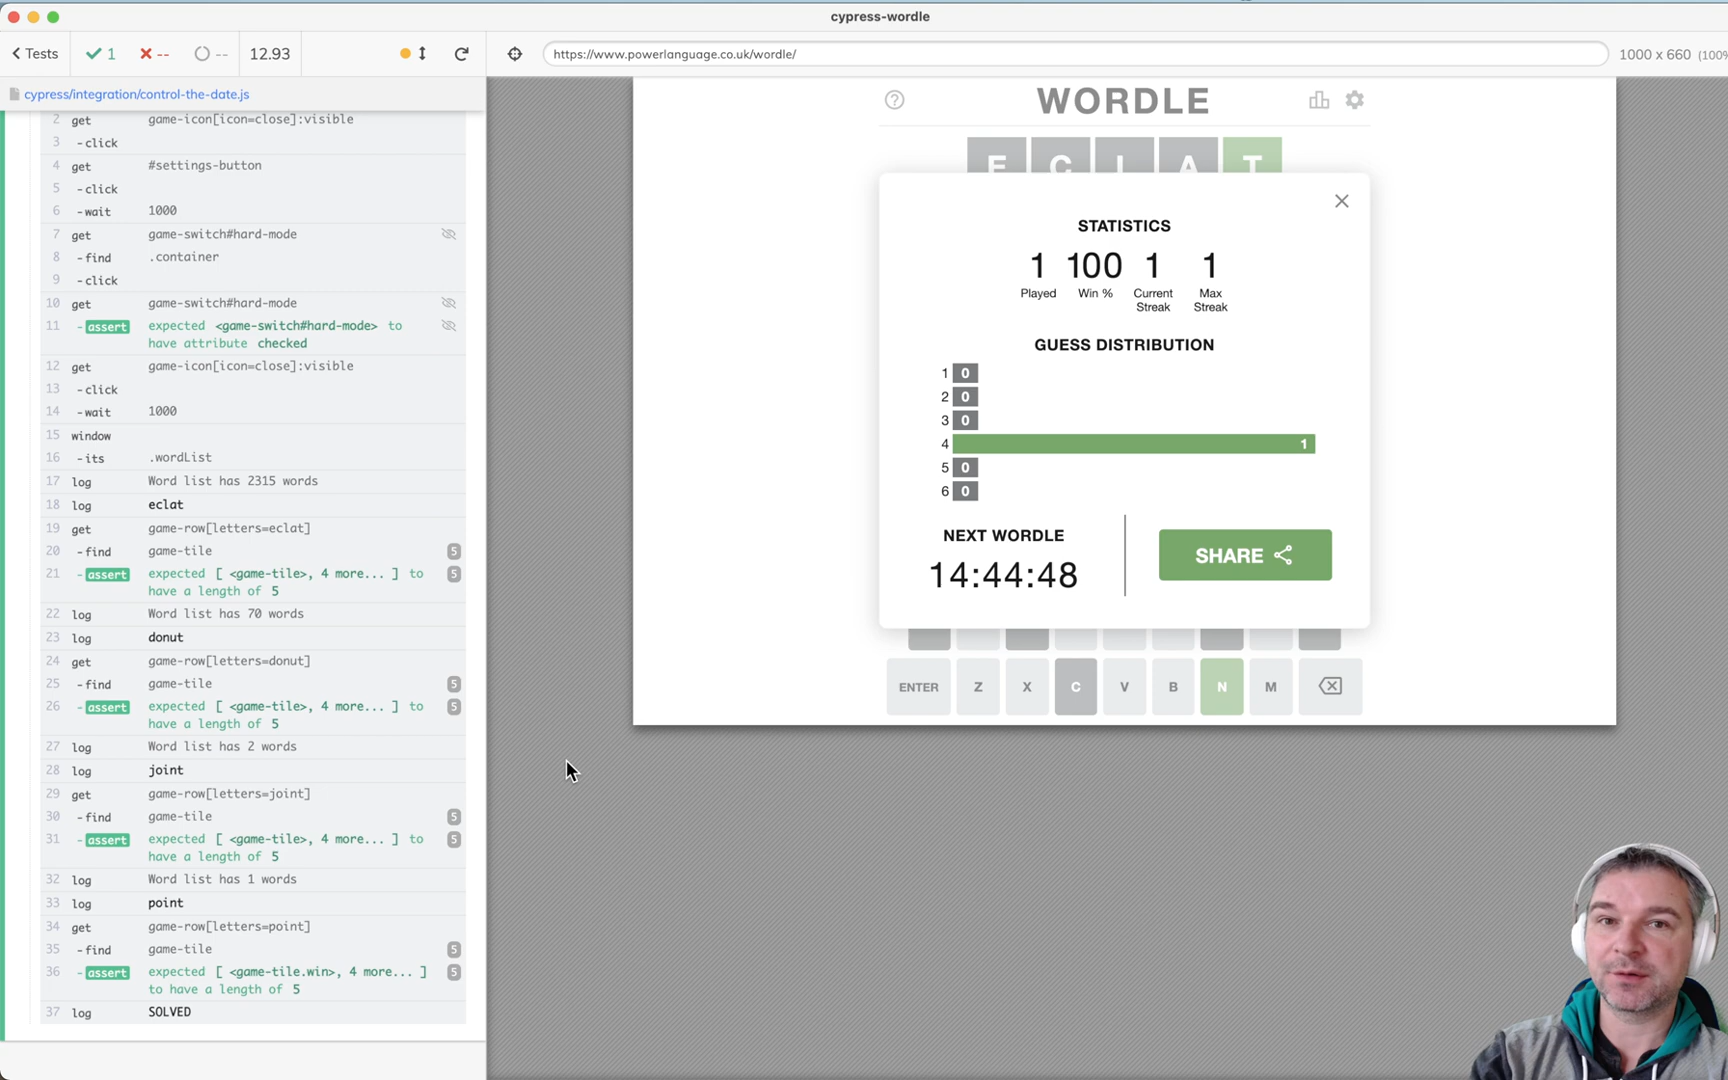 cypress-wordle
Tests
1
--
--
12.93
https://www.powerlanguage.co.uk/wordle/
1000 x 660 (100%
cypress/integration/control-the-date.js
2 get game-icon[icon=close]:visible
3 -click
4 get #settings-button
5 -click
6 -wait 1000
7 get game-switch#hard-mode
8 -find .container
9 -click
10 get game-switch#hard-mode
11 -assert expected <game-switch#hard-mode> to
have attribute checked
12 get game-icon[icon=close]:visible
13 -click
14 -wait 1000
15 window
16 -its .wordList
17 log Word list has 2315 words
18 log eclat
19 get game-row[letters=eclat]
20 -find game-tile 5
21 -assert expected [ <game-tile>, 4 more... ] to 5
have a length of 5
22 log Word list has 70 words
23 log donut
24 get game-row[letters=donut]
25 -find game-tile 5
26 -assert expected [ <game-tile>, 4 more... ] to 5
have a length of 5
27 log Word list has 2 words
28 log joint
29 get game-row[letters=joint]
30 -find game-tile 5
31 -assert expected [ <game-tile>, 4 more... ] to 5
have a length of 5
32 log Word list has 1 words
33 log point
34 get game-row[letters=point]
35 -find game-tile 5
36 -assert expected [ <game-tile.win>, 4 more... ] 5
to have a length of 5
37 log SOLVED
WORDLE
E C L A T
STATISTICS
1 100 1 1
Played Win % Current Max
Streak Streak
GUESS DISTRIBUTION
1 0
2 0
3 0
4 1
5 0
6 0
NEXT WORDLE
14:44:48
SHARE
ENTER Z X C V B N M